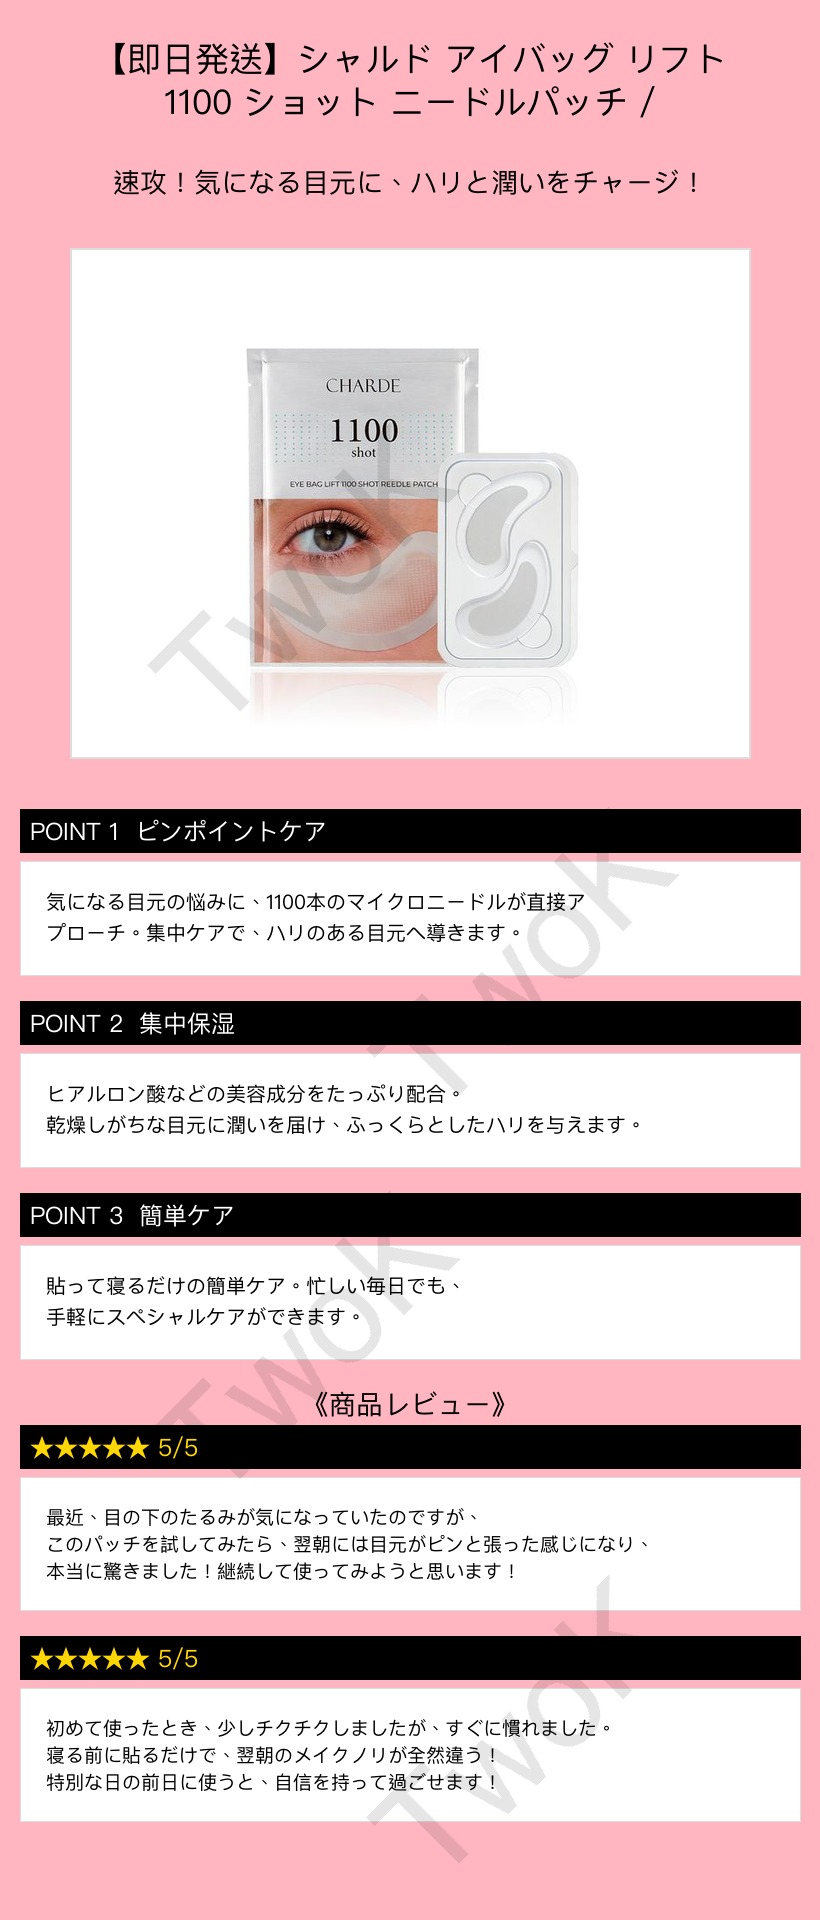 【即日発送】シャルド アイバッグ リフト
1100 ショット ニードルパッチ /
速攻！気になる目元に、ハリと潤いをチャージ！
CHARDE
1100
shot
EYE BAG LIFT 1100 SHOT REEDLE PATCH
TwoK
POINT 1 ピンポイントケア
気になる目元の悩みに、1100本のマイクロニードルが直接ア
プローチ。集中ケアで、ハリのある目元へ導きます。
TwoK
POINT 2 集中保湿
ヒアルロン酸などの美容成分をたっぷり配合。
乾燥しがちな目元に潤いを届け、ふっくらとしたハリを与えます。
POINT 3 簡単ケア
貼って寝るだけの簡単ケア。忙しい毎日でも、
手軽にスペシャルケアができます。
TwoK
《商品レビュー》
★★★★★ 5/5
最近、目の下のたるみが気になっていたのですが、
このパッチを試してみたら、翌朝には目元がピンと張った感じになり、
本当に驚きました！継続して使ってみようと思います！
★★★★★ 5/5
初めて使ったとき、少しチクチクしましたが、すぐに慣れました。
寝る前に貼るだけで、翌朝のメイクノリが全然違う！
特別な日の前日に使うと、自信を持って過ごせます！
TwoK